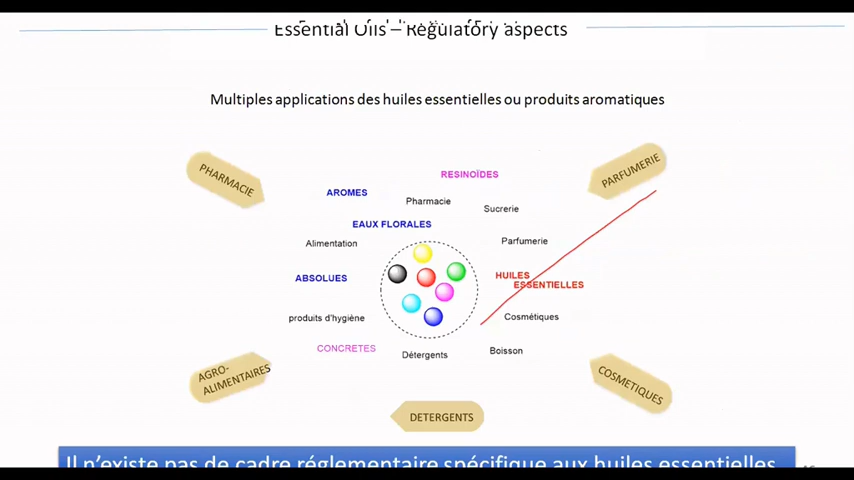 Essential Oils – Regulatory aspects
Multiples applications des huiles essentielles ou produits aromatiques
PHARMACIE
PARFUMERIE
RESINOÏDES
AROMES
Pharmacie
Sucrerie
EAUX FLORALES
Alimentation
Parfumerie
ABSOLUES
HUILES
ESSENTIELLES
produits d'hygiène
Cosmétiques
CONCRETES
Détergents
Boisson
AGRO-
ALIMENTAIRES
COSMETIQUES
DETERGENTS
Il n'existe pas de cadre réglementaire spécifique aux huiles essentielles